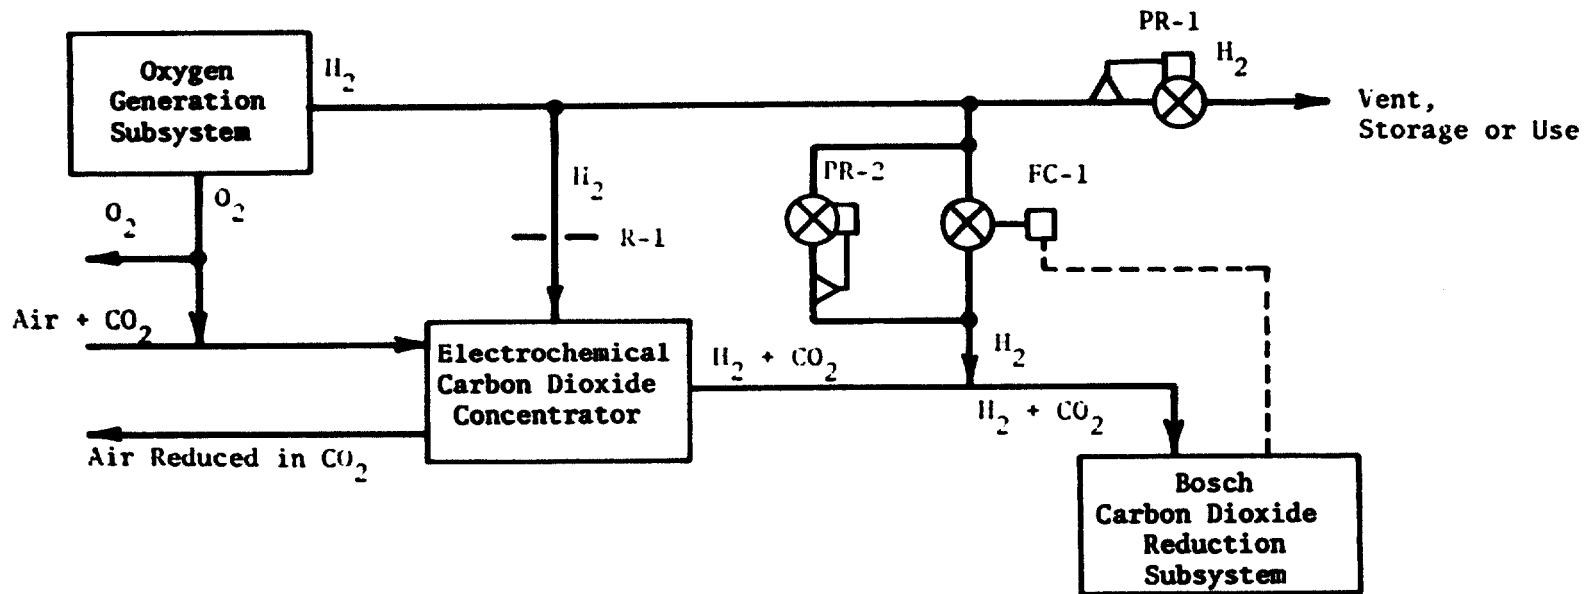 PR-1
H2
Vent,
Storage or Use
Oxygen
Generation
Subsystem
H2
O2
O2
H2
R-1
PR-2
FC-1
Air + CO2
Electrochemical
Carbon Dioxide
Concentrator
H2 + CO2
H2
H2 + CO2
Air Reduced in CO2
Bosch
Carbon Dioxide
Reduction
Subsystem